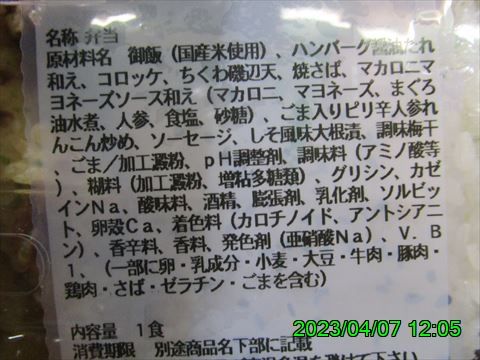 名称 弁当
原材料名 御飯（国産米使用）、ハンバーグ醤油たれ
和え、コロッケ、ちくわ磯辺天、焼さば、マカロニマ
ヨネーズソース和え（マカロニ、マヨネーズ、まぐろ
油水煮、人参、食塩、砂糖）、ごま入りピリ辛人参れ
んこん炒め、ソーセージ、しそ風味大根漬、調味梅干
、ごま／加工澱粉、ｐＨ調整剤、調味料（アミノ酸等
）、糊料（加工澱粉、増粘多糖類）、グリシン、カゼ
インＮａ、酸味料、酒精、膨張剤、乳化剤、ソルビッ
ト、卵殻Ｃａ、着色料（カロチノイド、アントシアニ
ン）、香辛料、香料、発色剤（亜硝酸Ｎａ）、Ｖ．Ｂ
１、（一部に卵・乳成分・小麦・大豆・牛肉・豚肉・
鶏肉・さば・ゼラチン・ごまを含む）
内容量 １食
消費期限 別途商品名下部に記載
2023/04/07 12:05